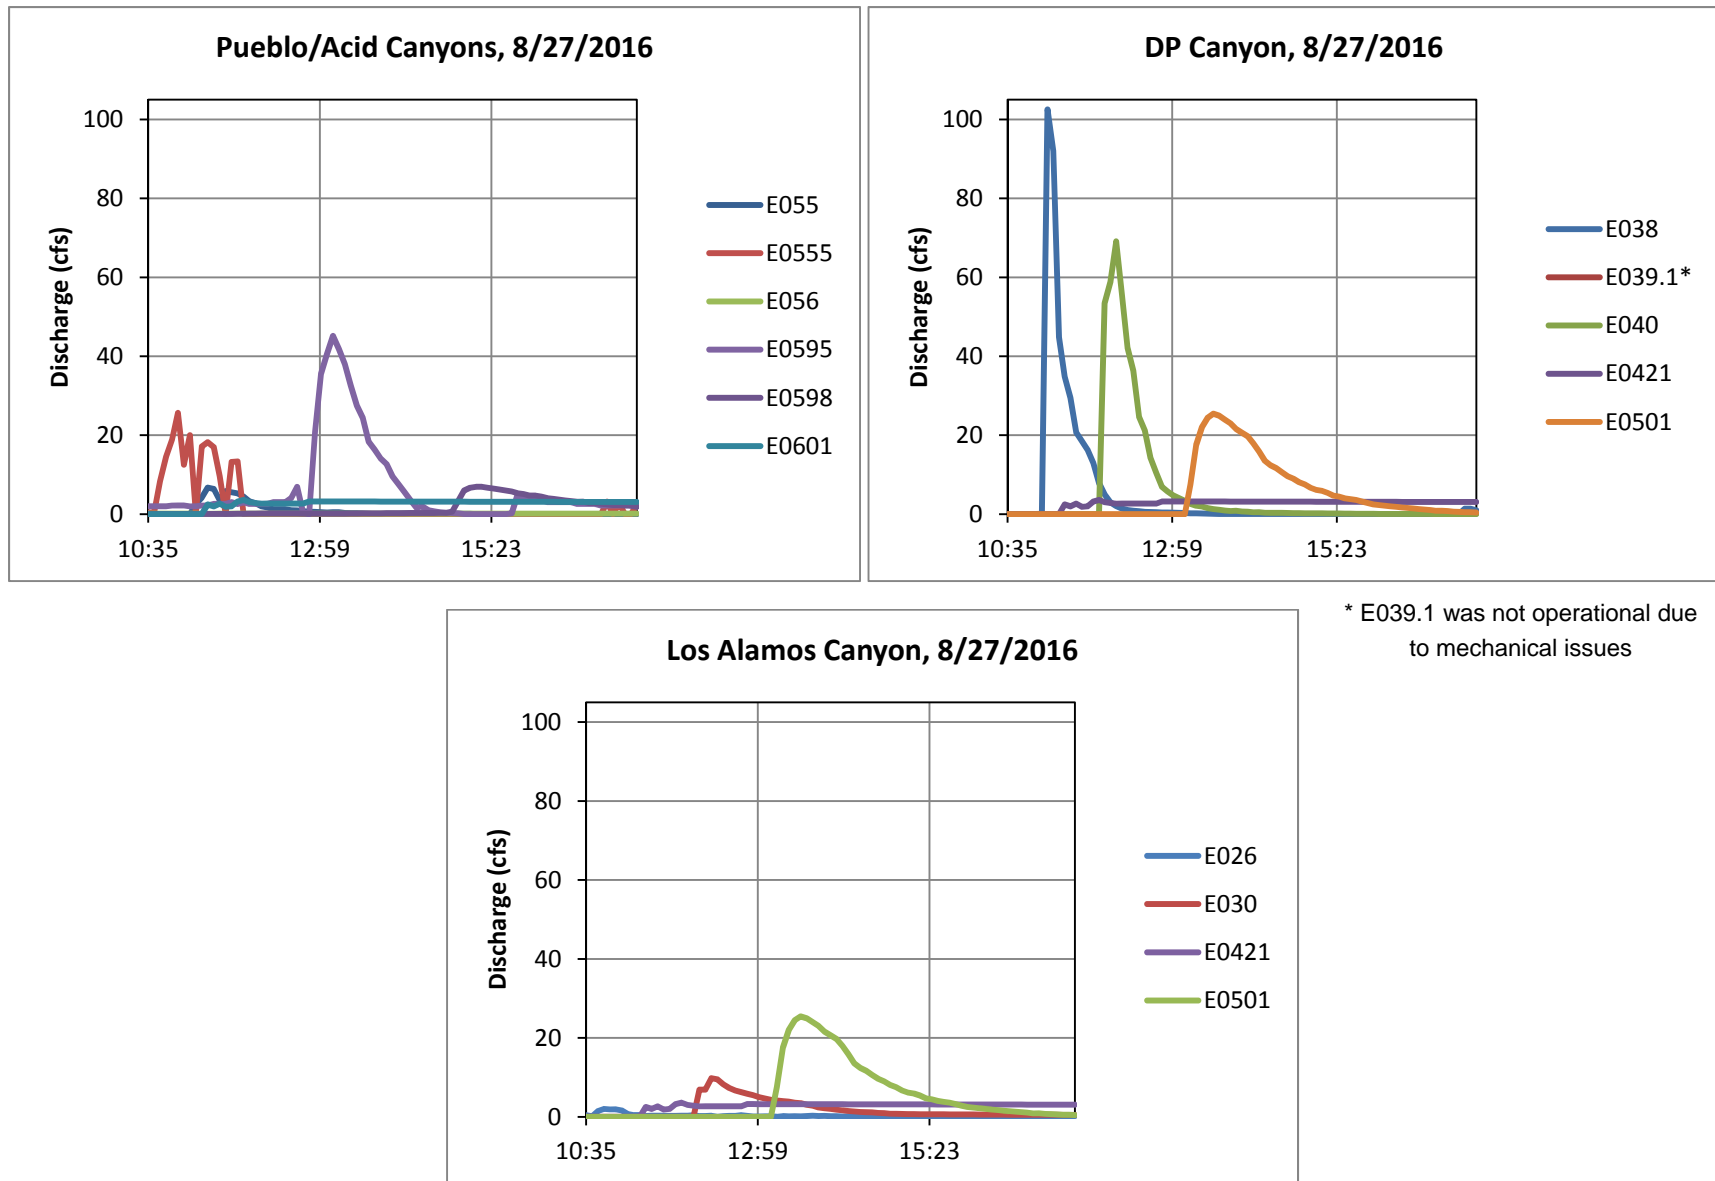 Pueblo/Acid Canyons, 8/27/2016
Discharge (cfs)
100
80
60
40
20
0
10:35 12:59 15:23
E055
E0555
E056
E0595
E0598
E0601
DP Canyon, 8/27/2016
Discharge (cfs)
100
80
60
40
20
0
10:35 12:59 15:23
E038
E039.1*
E040
E0421
E0501
* E039.1 was not operational due
to mechanical issues
Los Alamos Canyon, 8/27/2016
Discharge (cfs)
100
80
60
40
20
0
10:35 12:59 15:23
E026
E030
E0421
E0501